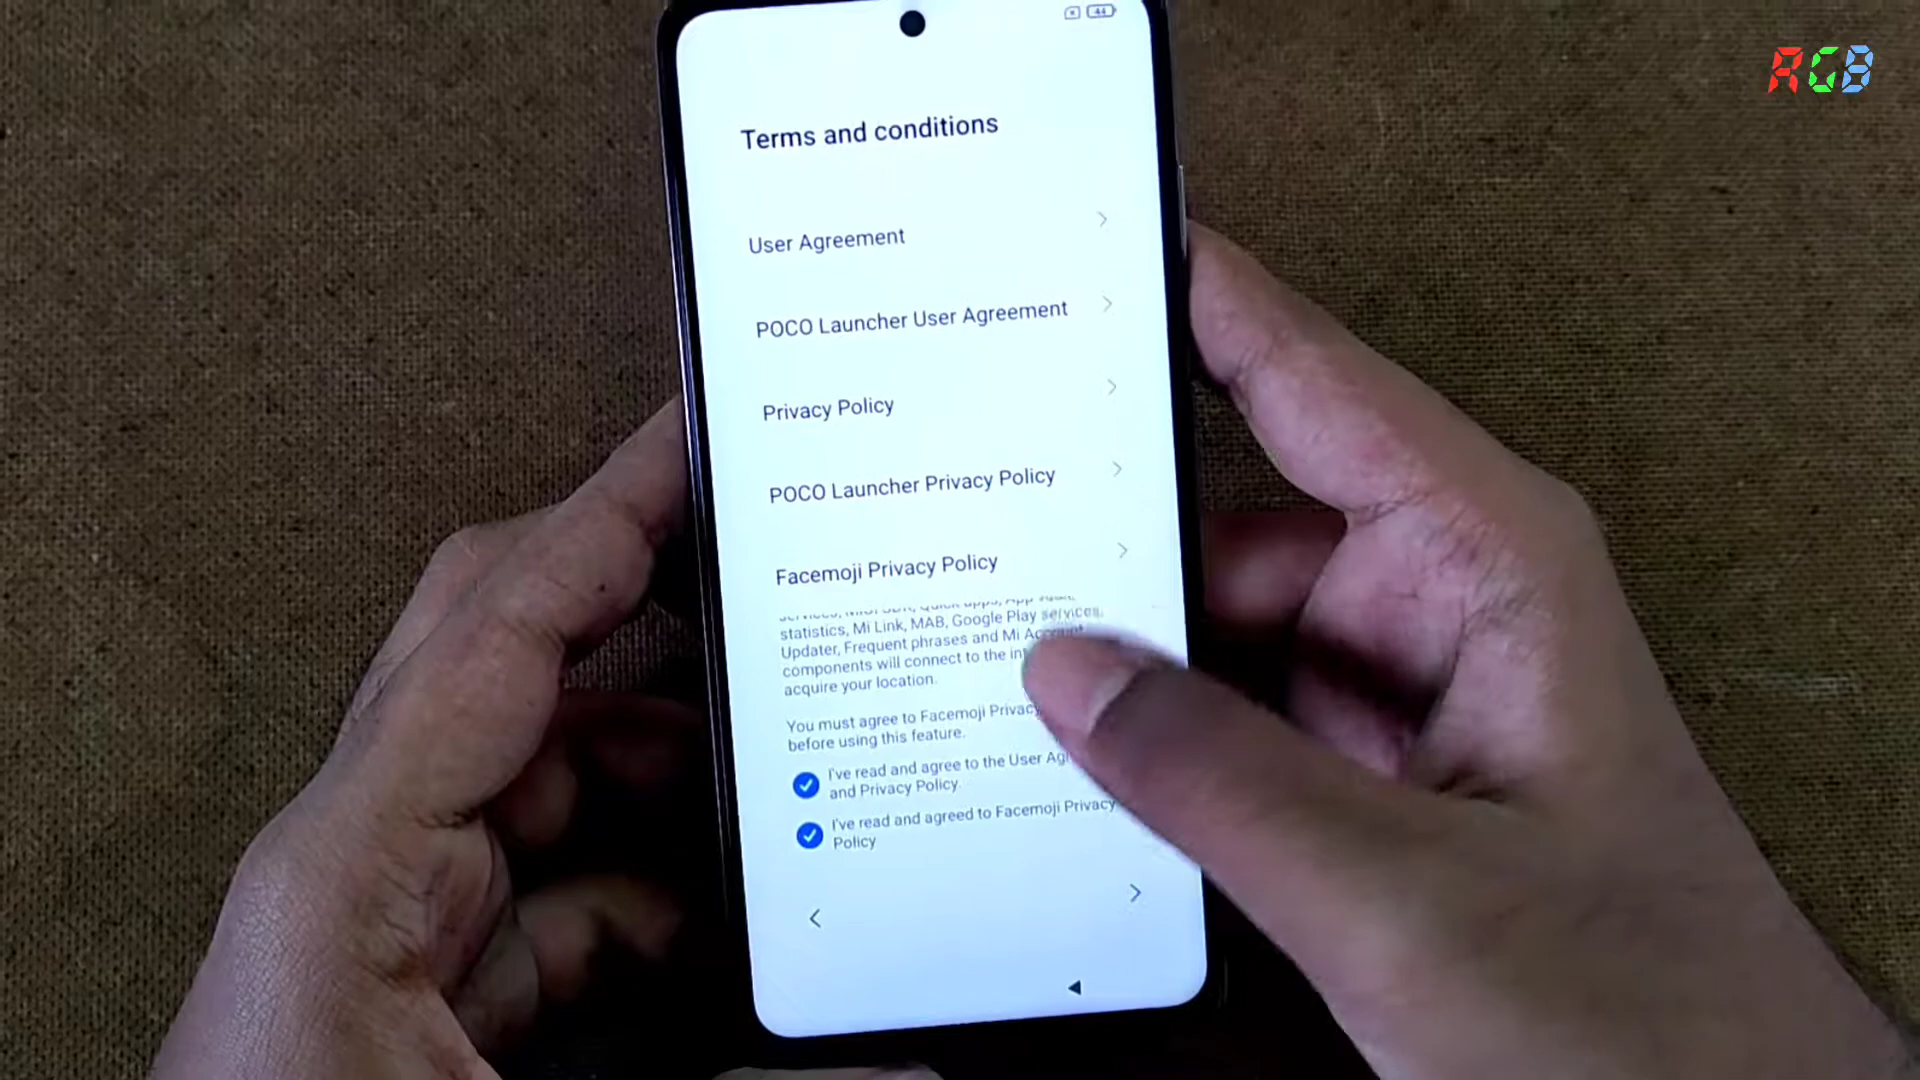 44
RGB
Terms and conditions
User Agreement
POCO Launcher User Agreement
Privacy Policy
POCO Launcher Privacy Policy
Facemoji Privacy Policy
statistics, Mi Link, MAB, Google Play services,
Updater, Frequent phrases and Mi Account
components will connect to the
acquire your location.
You must agree to Facemoji Privacy
before using this feature.
I've read and agree to the User
and Privacy Policy.
I've read and agreed to Facemoji Privacy
Policy